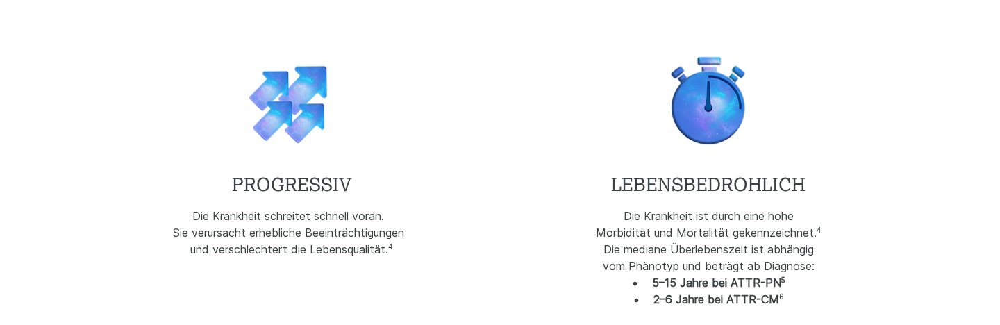 PROGRESSIV
Die Krankheit schreitet schnell voran.
Sie verursacht erhebliche Beeinträchtigungen
und verschlechtert die Lebensqualität.⁴
LEBENSBEDROHLICH
Die Krankheit ist durch eine hohe
Morbidität und Mortalität gekennzeichnet.⁴
Die mediane Überlebenszeit ist abhängig
vom Phänotyp und beträgt ab Diagnose:
• 5–15 Jahre bei ATTR-PN⁵
• 2–6 Jahre bei ATTR-CM⁶